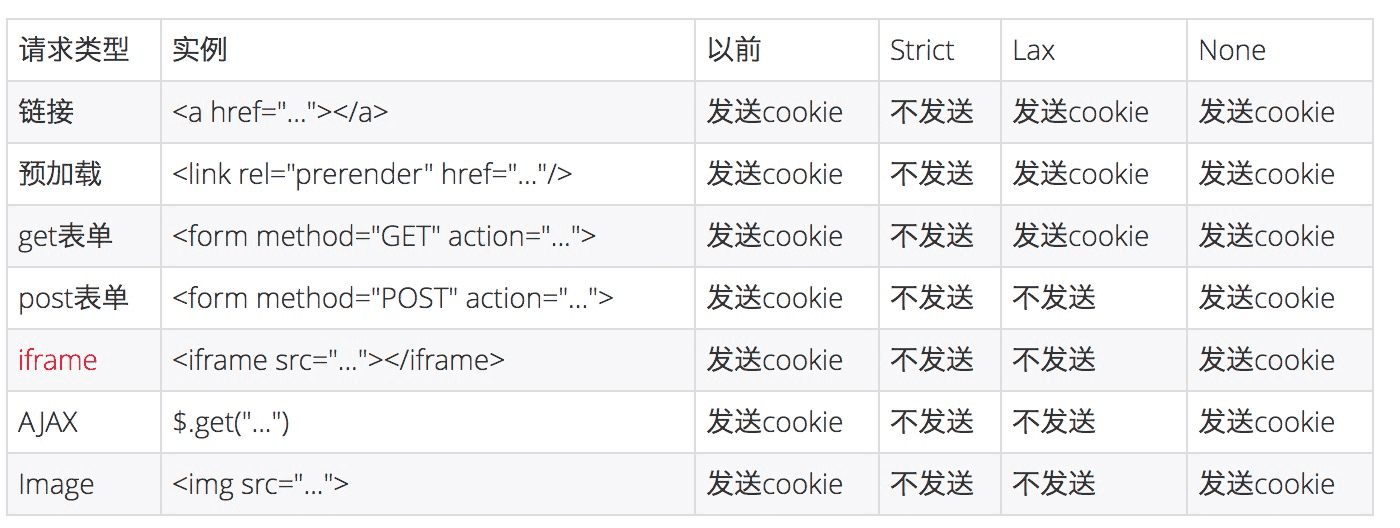 请求类型 实例 以前 Strict Lax None
链接 <a href="..."></a> 发送cookie 不发送 发送cookie 发送cookie
预加载 <link rel="prerender" href="..."/> 发送cookie 不发送 发送cookie 发送cookie
get表单 <form method="GET" action="..."> 发送cookie 不发送 发送cookie 发送cookie
post表单 <form method="POST" action="..."> 发送cookie 不发送 不发送 发送cookie
iframe <iframe src="..."></iframe> 发送cookie 不发送 不发送 发送cookie
AJAX $.get("...") 发送cookie 不发送 不发送 发送cookie
Image <img src="..."> 发送cookie 不发送 不发送 发送cookie